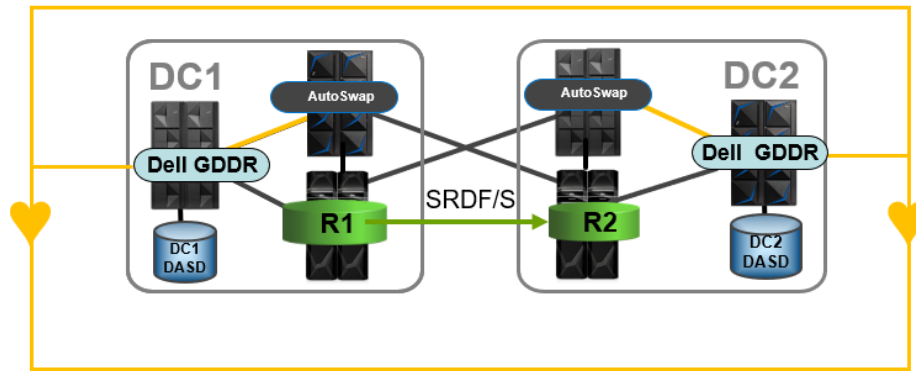 DC1
AutoSwap
Dell GDDR
R1
DC1
DASD
SRDF/S
AutoSwap
DC2
Dell GDDR
R2
DC2
DASD